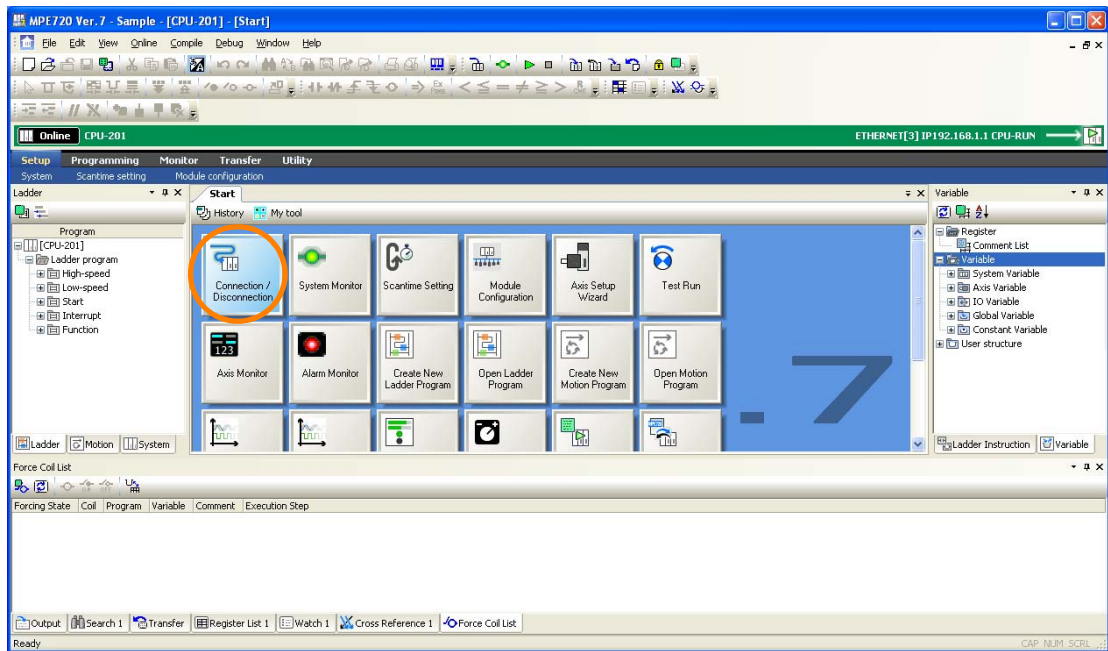 MPE720 Ver. 7 - Sample - [CPU-201] - [Start]
File Edit View Online Compile Debug Window Help
Online CPU-201 ETHERNET[3] IP192.168.1.1 CPU-RUN
Setup Programming Monitor Transfer Utility
System Scantime setting Module configuration
Ladder
Start
Variable
History My tool
Program
[CPU-201]
Ladder program
High-speed
Low-speed
Start
Interrupt
Function
Connection /
Disconnection
System Monitor
Scantime Setting
Module
Configuration
Axis Setup
Wizard
Test Run
123
Axis Monitor
Alarm Monitor
Create New
Ladder Program
Open Ladder
Program
Create New
Motion Program
Open Motion
Program
. 7
Register
Comment List
Variable
System Variable
Axis Variable
IO Variable
Global Variable
Constant Variable
User structure
Ladder Motion System
Ladder Instruction Variable
Force Coil List
Forcing State Coil Program Variable Comment Execution Step
Output Search 1 Transfer Register List 1 Watch 1 Cross Reference 1 Force Coil List
Ready CAP NUM SCRL